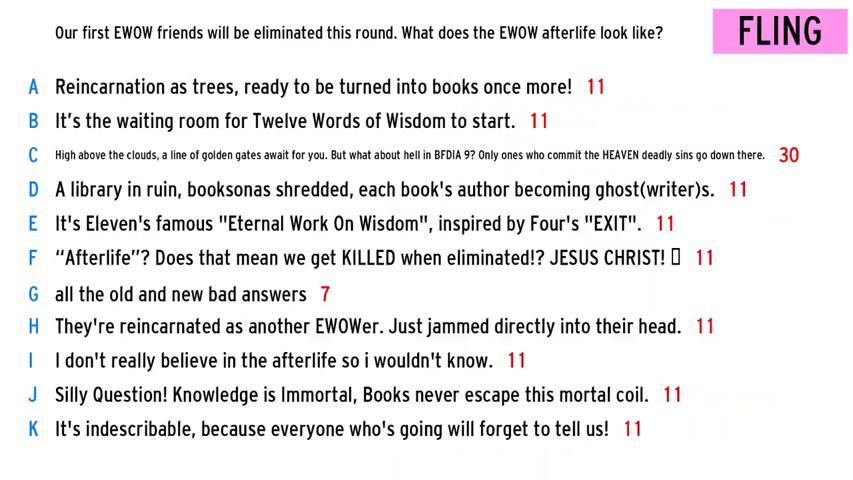 Our first EWOW friends will be eliminated this round. What does the EWOW afterlife look like?
FLING
A Reincarnation as trees, ready to be turned into books once more! 11
B It’s the waiting room for Twelve Words of Wisdom to start. 11
C High above the clouds, a line of golden gates await for you. But what about hell in BFDIA 9? Only ones who commit the HEAVEN deadly sins go down there. 30
D A library in ruin, booksonas shredded, each book's author becoming ghost(writer)s. 11
E It's Eleven's famous "Eternal Work On Wisdom", inspired by Four's "EXIT". 11
F “Afterlife”? Does that mean we get KILLED when eliminated!? JESUS CHRIST! ▯ 11
G all the old and new bad answers 7
H They're reincarnated as another EWOWer. Just jammed directly into their head. 11
I I don't really believe in the afterlife so i wouldn't know. 11
J Silly Question! Knowledge is Immortal, Books never escape this mortal coil. 11
K It's indescribable, because everyone who's going will forget to tell us! 11